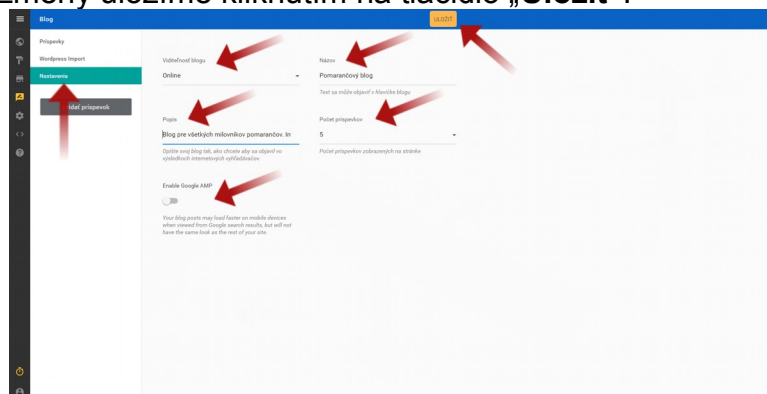 Zmeny uložíme kliknutím na tlačidlo „Uložiť“.
Blog
ULOŽIŤ
Príspevky
Wordpress Import
Nastavenia
Pridať príspevok
Viditeľnosť blogu
Online
Názov
Pomarančový blog
Text sa môže objaviť v hlavičke blogu
Popis
Blog pre všetkých milovníkov pomarančov. In
Opíšte svoj blog tak, ako chcete aby sa objavil vo
výsledkoch internetových vyhľadávačov.
Počet príspevkov
5
Počet príspevkov zobrazených na stránke
Enable Google AMP
Your blog posts may load faster on mobile devices
when viewed from Google search results, but will not
have the same look as the rest of your site.